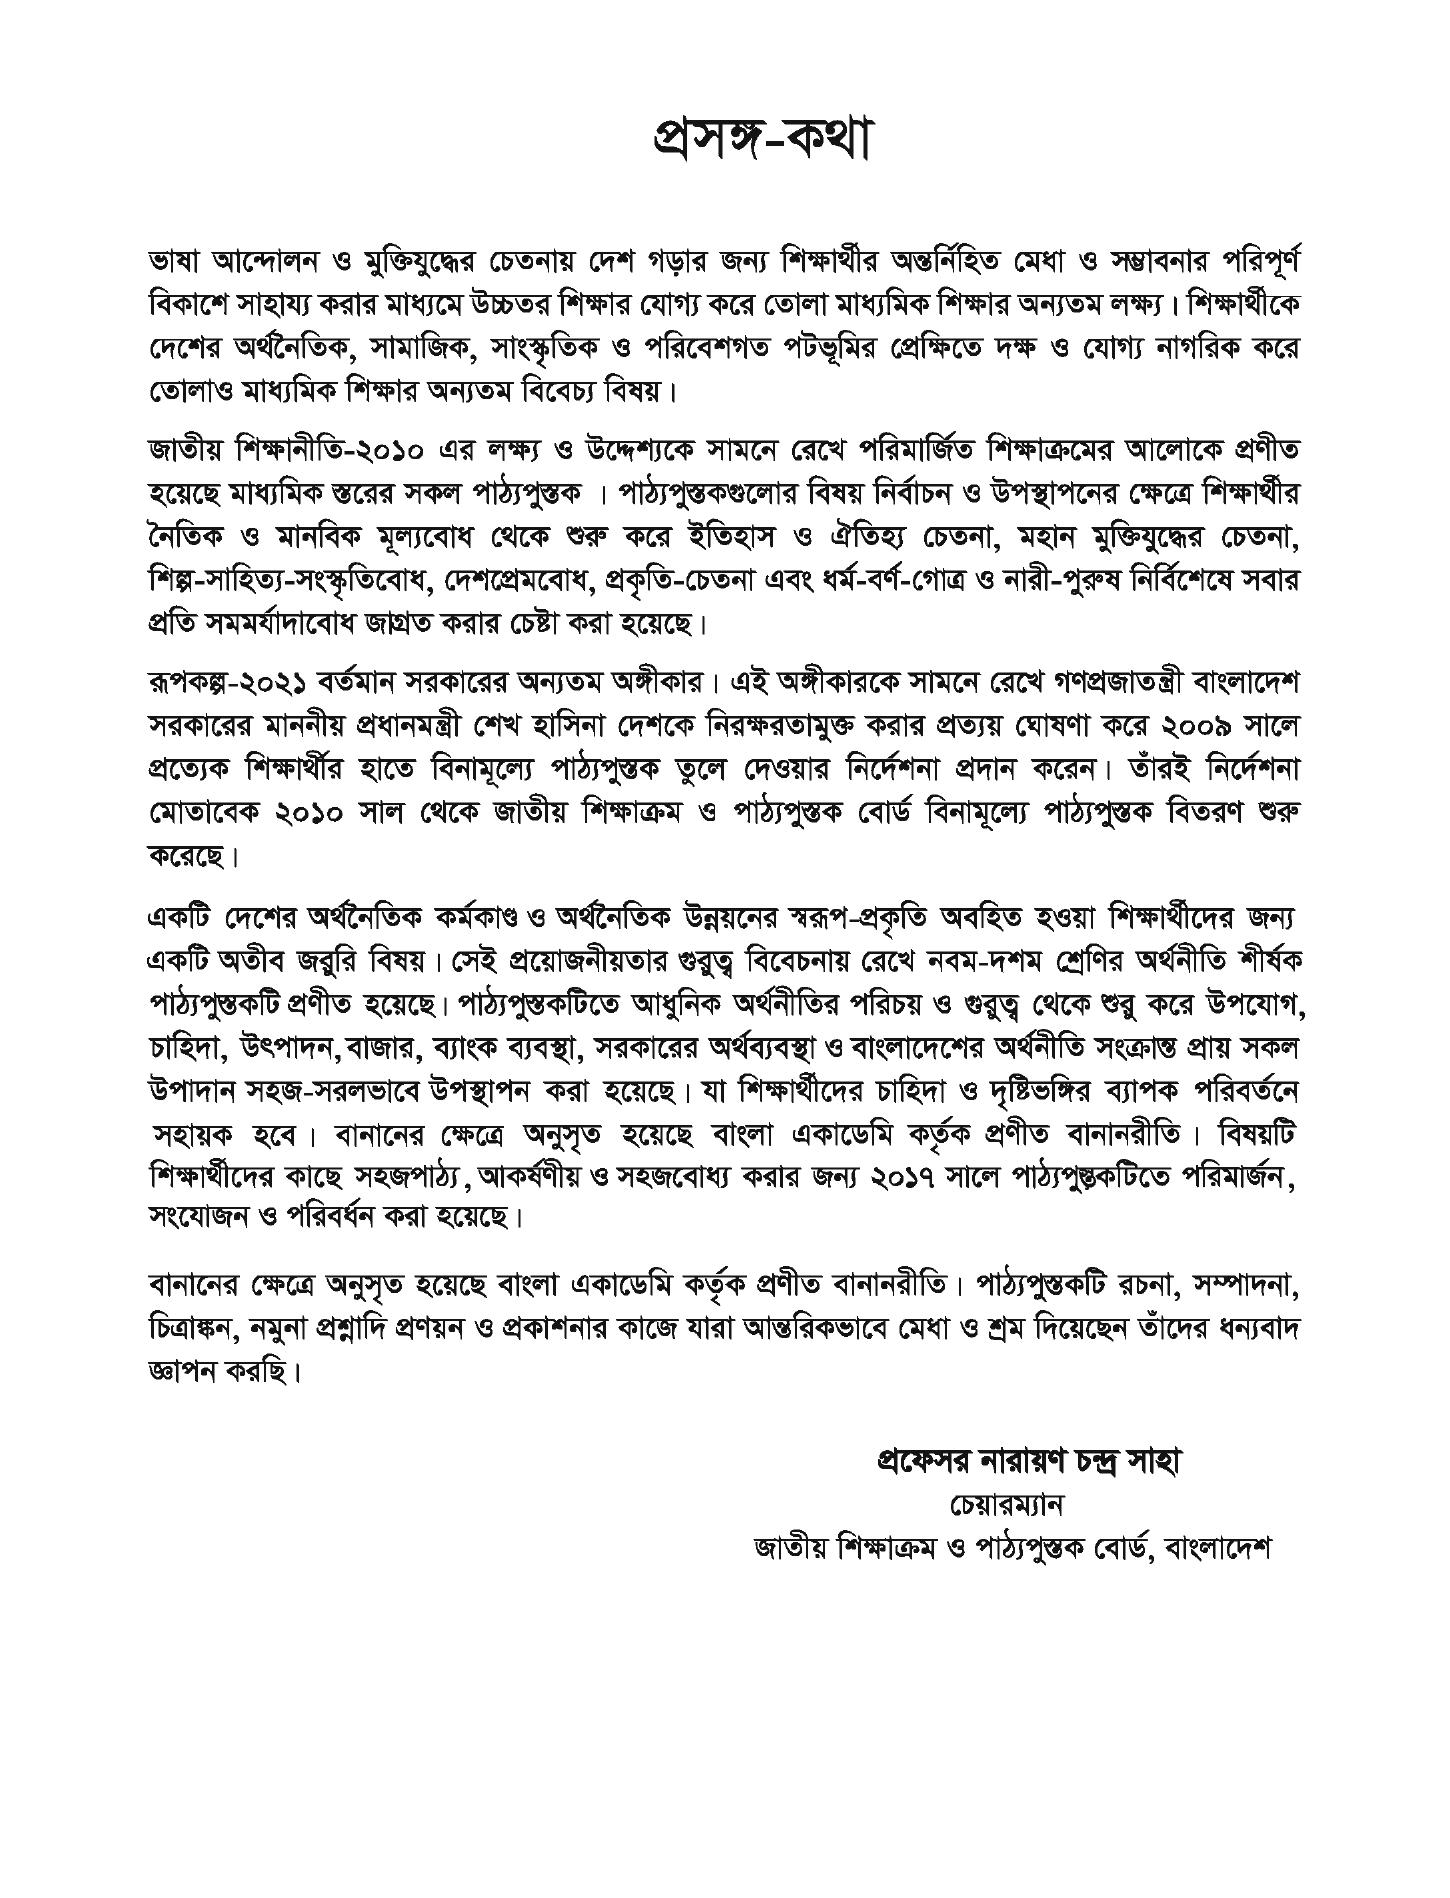 প্রসঙ্গ-কথা
ভাষা আন্দোলন ও মুক্তিযুদ্ধের চেতনায় দেশ গড়ার জন্য শিক্ষার্থীর অন্তর্নিহিত মেধা ও সম্ভাবনার পরিপূর্ণ
বিকাশে সাহায্য করার মাধ্যমে উচ্চতর শিক্ষার যোগ্য করে তোলা মাধ্যমিক শিক্ষার অন্যতম লক্ষ্য। শিক্ষার্থীকে
দেশের অর্থনৈতিক, সামাজিক, সাংস্কৃতিক ও পরিবেশগত পটভূমির প্রেক্ষিতে দক্ষ ও যোগ্য নাগরিক করে
তোলাও মাধ্যমিক শিক্ষার অন্যতম বিবেচ্য বিষয়।
জাতীয় শিক্ষানীতি-২০১০ এর লক্ষ্য ও উদ্দেশ্যকে সামনে রেখে পরিমার্জিত শিক্ষাক্রমের আলোকে প্রণীত
হয়েছে মাধ্যমিক স্তরের সকল পাঠ্যপুস্তক । পাঠ্যপুস্তকগুলোর বিষয় নির্বাচন ও উপস্থাপনের ক্ষেত্রে শিক্ষার্থীর
নৈতিক ও মানবিক মূল্যবোধ থেকে শুরু করে ইতিহাস ও ঐতিহ্য চেতনা, মহান মুক্তিযুদ্ধের চেতনা,
শিল্প-সাহিত্য-সংস্কৃতিবোধ, দেশপ্রেমবোধ, প্রকৃতি-চেতনা এবং ধর্ম-বর্ণ-গোত্র ও নারী-পুরুষ নির্বিশেষে সবার
প্রতি সমমর্যাদাবোধ জাগ্রত করার চেষ্টা করা হয়েছে।
রূপকল্প-২০২১ বর্তমান সরকারের অন্যতম অঙ্গীকার। এই অঙ্গীকারকে সামনে রেখে গণপ্রজাতন্ত্রী বাংলাদেশ
সরকারের মাননীয় প্রধানমন্ত্রী শেখ হাসিনা দেশকে নিরক্ষরতামুক্ত করার প্রত্যয় ঘোষণা করে ২০০৯ সালে
প্রত্যেক শিক্ষার্থীর হাতে বিনামূল্যে পাঠ্যপুস্তক তুলে দেওয়ার নির্দেশনা প্রদান করেন। তাঁরই নির্দেশনা
মোতাবেক ২০১০ সাল থেকে জাতীয় শিক্ষাক্রম ও পাঠ্যপুস্তক বোর্ড বিনামূল্যে পাঠ্যপুস্তক বিতরণ শুরু
করেছে।
একটি দেশের অর্থনৈতিক কর্মকাণ্ড ও অর্থনৈতিক উন্নয়নের স্বরূপ-প্রকৃতি অবহিত হওয়া শিক্ষার্থীদের জন্য
একটি অতীব জরুরি বিষয়। সেই প্রয়োজনীয়তার গুরুত্ব বিবেচনায় রেখে নবম-দশম শ্রেণির অর্থনীতি শীর্ষক
পাঠ্যপুস্তকটি প্রণীত হয়েছে। পাঠ্যপুস্তকটিতে আধুনিক অর্থনীতির পরিচয় ও গুরুত্ব থেকে শুরু করে উপযোগ,
চাহিদা, উৎপাদন, বাজার, ব্যাংক ব্যবস্থা, সরকারের অর্থব্যবস্থা ও বাংলাদেশের অর্থনীতি সংক্রান্ত প্রায় সকল
উপাদান সহজ-সরলভাবে উপস্থাপন করা হয়েছে। যা শিক্ষার্থীদের চাহিদা ও দৃষ্টিভঙ্গির ব্যাপক পরিবর্তনে
সহায়ক হবে। বানানের ক্ষেত্রে অনুসৃত হয়েছে বাংলা একাডেমি কর্তৃক প্রণীত বানানরীতি। বিষয়টি
শিক্ষার্থীদের কাছে সহজপাঠ্য, আকর্ষণীয় ও সহজবোধ্য করার জন্য ২০১৭ সালে পাঠ্যপুস্তকটিতে পরিমার্জন,
সংযোজন ও পরিবর্ধন করা হয়েছে।
বানানের ক্ষেত্রে অনুসৃত হয়েছে বাংলা একাডেমি কর্তৃক প্রণীত বানানরীতি। পাঠ্যপুস্তকটি রচনা, সম্পাদনা,
চিত্রাঙ্কন, নমুনা প্রশ্নাদি প্রণয়ন ও প্রকাশনার কাজে যারা আন্তরিকভাবে মেধা ও শ্রম দিয়েছেন তাঁদের ধন্যবাদ
জ্ঞাপন করছি।
প্রফেসর নারায়ণ চন্দ্র সাহা
চেয়ারম্যান
জাতীয় শিক্ষাক্রম ও পাঠ্যপুস্তক বোর্ড, বাংলাদেশ